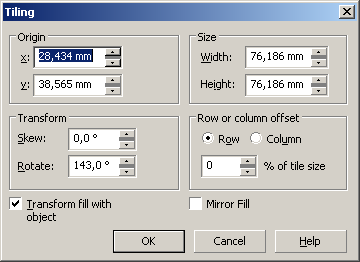 Tiling
Origin
x: 28,434 mm
y: 38,565 mm
Size
Width: 76,186 mm
Height: 76,186 mm
Transform
Skew: 0,0 °
Rotate: 143,0 °
Row or column offset
Row Column
0 % of tile size
Transform fill with
object
Mirror Fill
OK Cancel Help